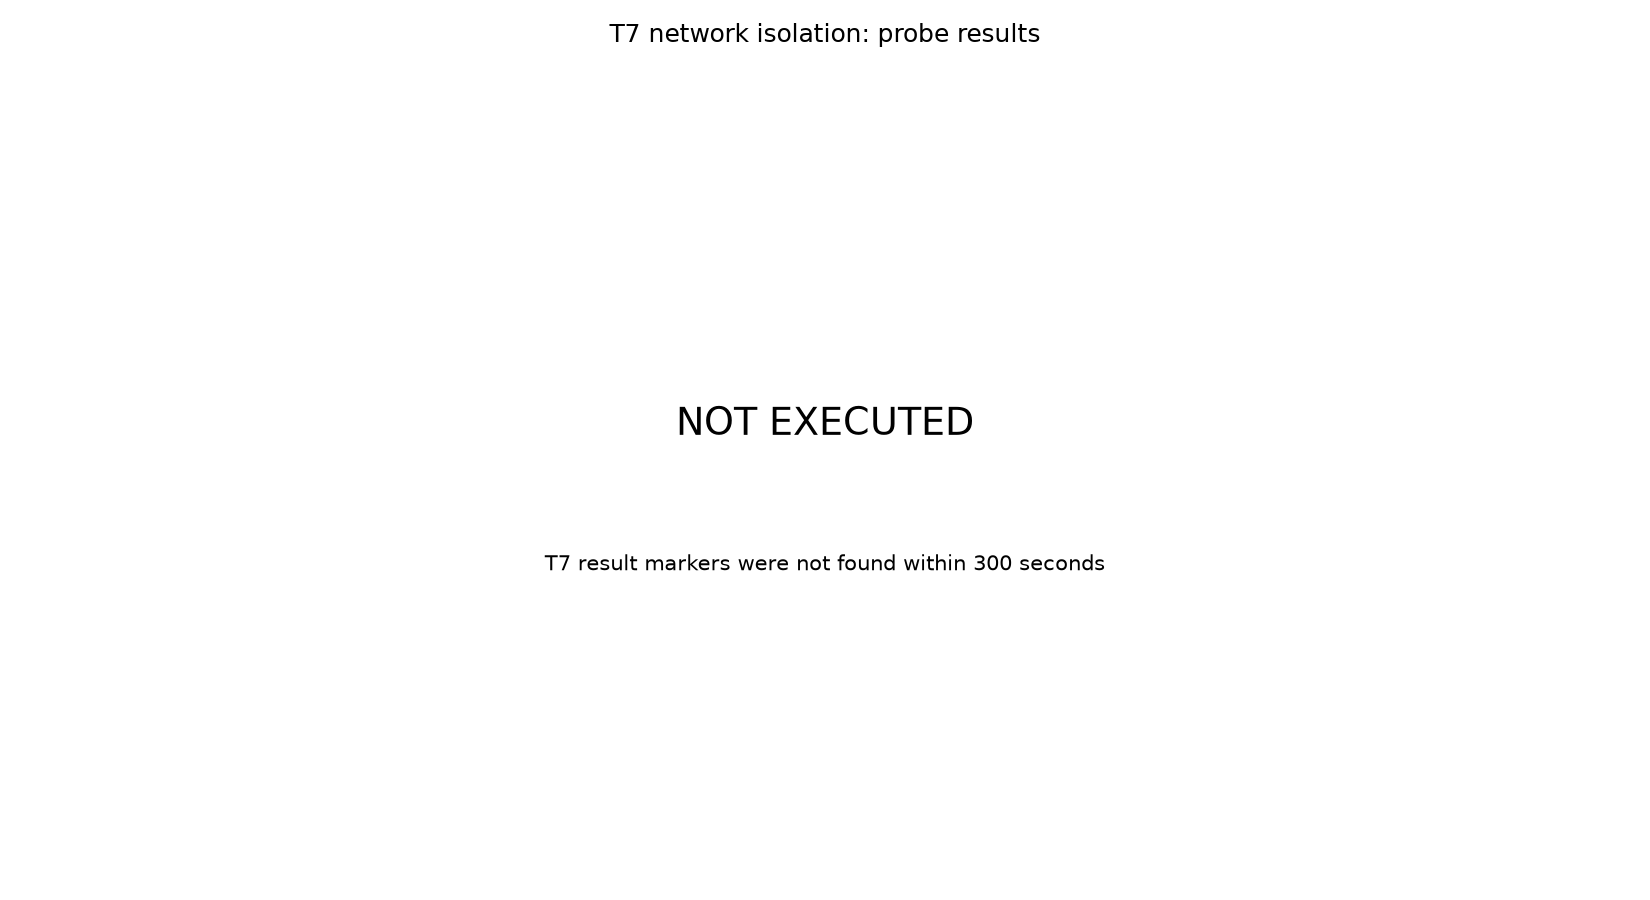 T7 network isolation: probe results
NOT EXECUTED
T7 result markers were not found within 300 seconds